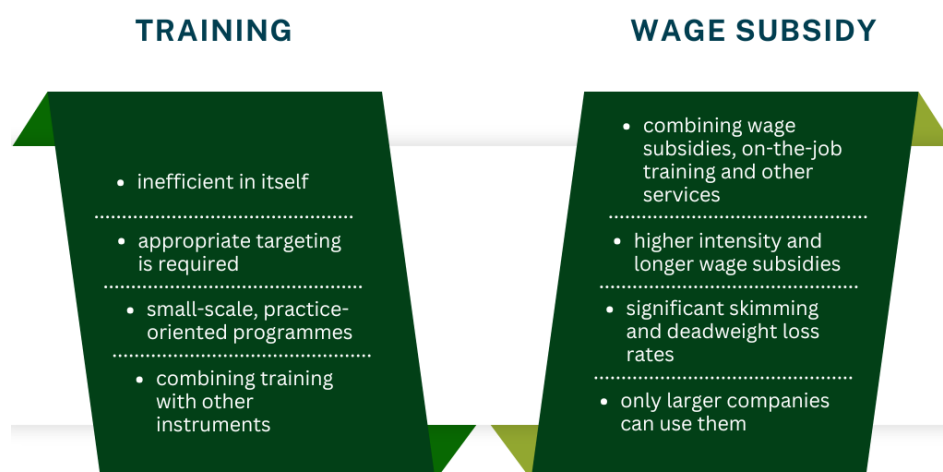 TRAINING
• inefficient in itself
• appropriate targeting
is required
• small-scale, practice-
oriented programmes
• combining training
with other
instruments
WAGE SUBSIDY
• combining wage
subsidies, on-the-job
training and other
services
• higher intensity and
longer wage subsidies
• significant skimming
and deadweight loss
rates
• only larger companies
can use them